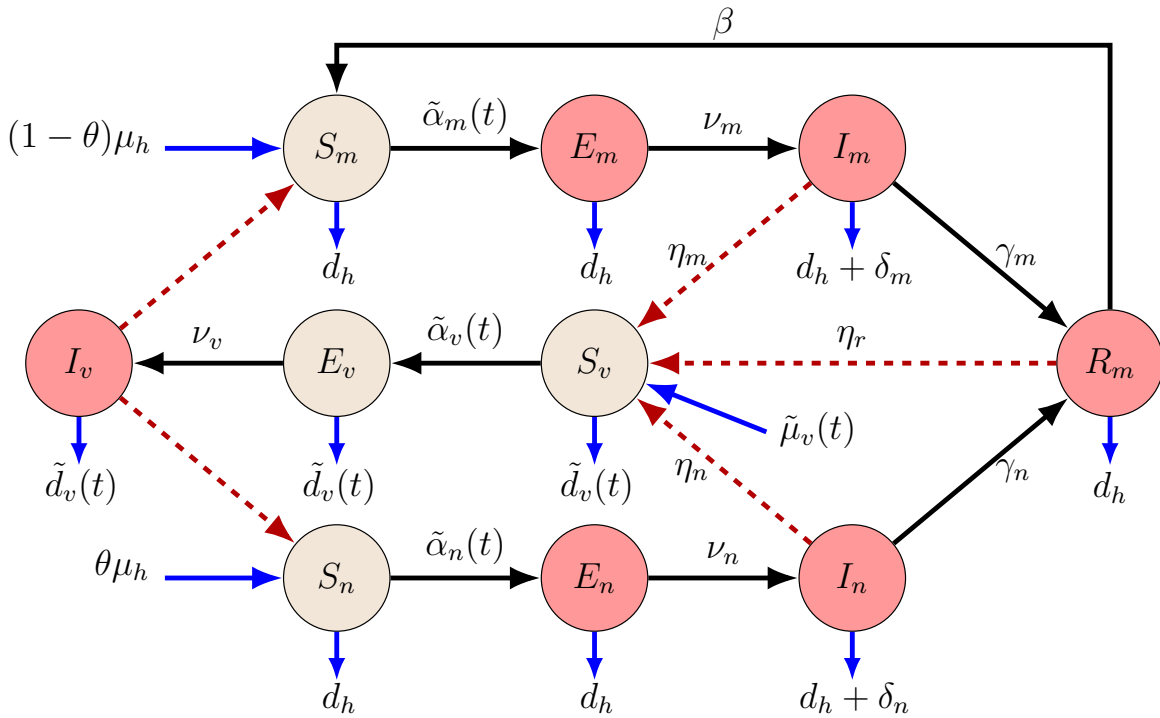 β
(1 − θ)μ_h
S_m
α̃_m(t)
E_m
ν_m
I_m
d_h
d_h
d_h + δ_m
η_m
γ_m
I_v
ν_v
E_v
α̃_v(t)
S_v
η_r
R_m
μ̃_v(t)
d̃_v(t)
d̃_v(t)
d̃_v(t)
η_n
γ_n
d_h
θμ_h
S_n
α̃_n(t)
E_n
ν_n
I_n
d_h
d_h
d_h + δ_n